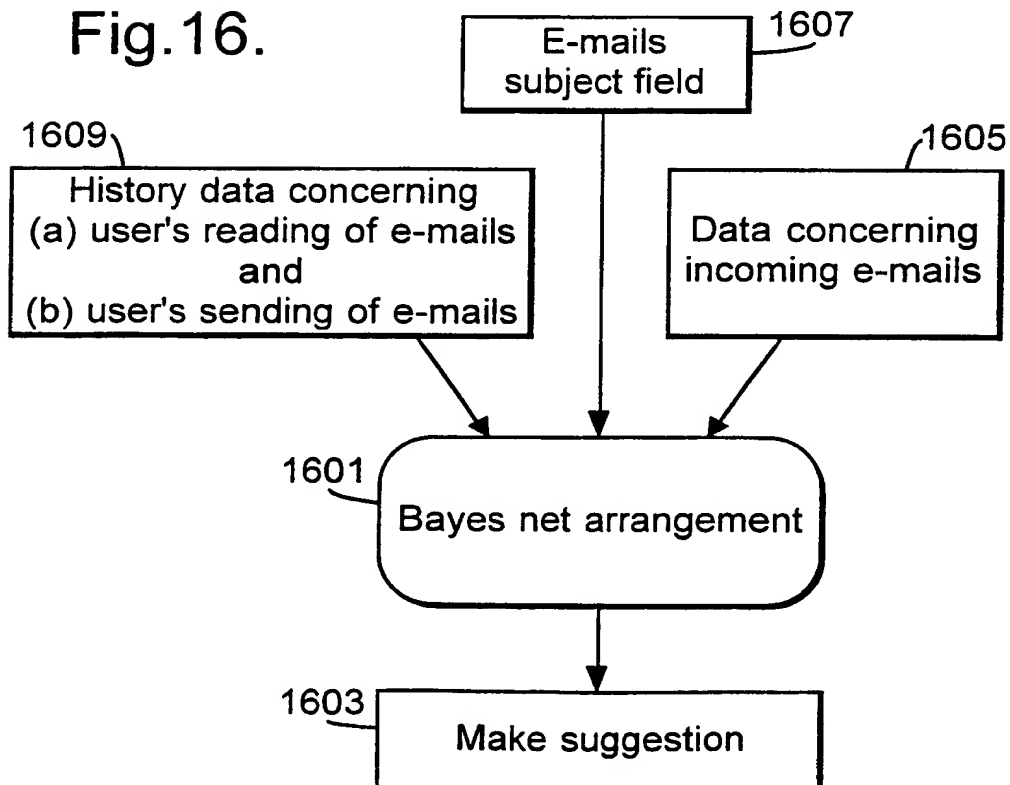 Fig.16.
E-mails
subject field
1607
1609
History data concerning
(a) user's reading of e-mails
and
(b) user's sending of e-mails
1605
Data concerning
incoming e-mails
1601
Bayes net arrangement
1603
Make suggestion